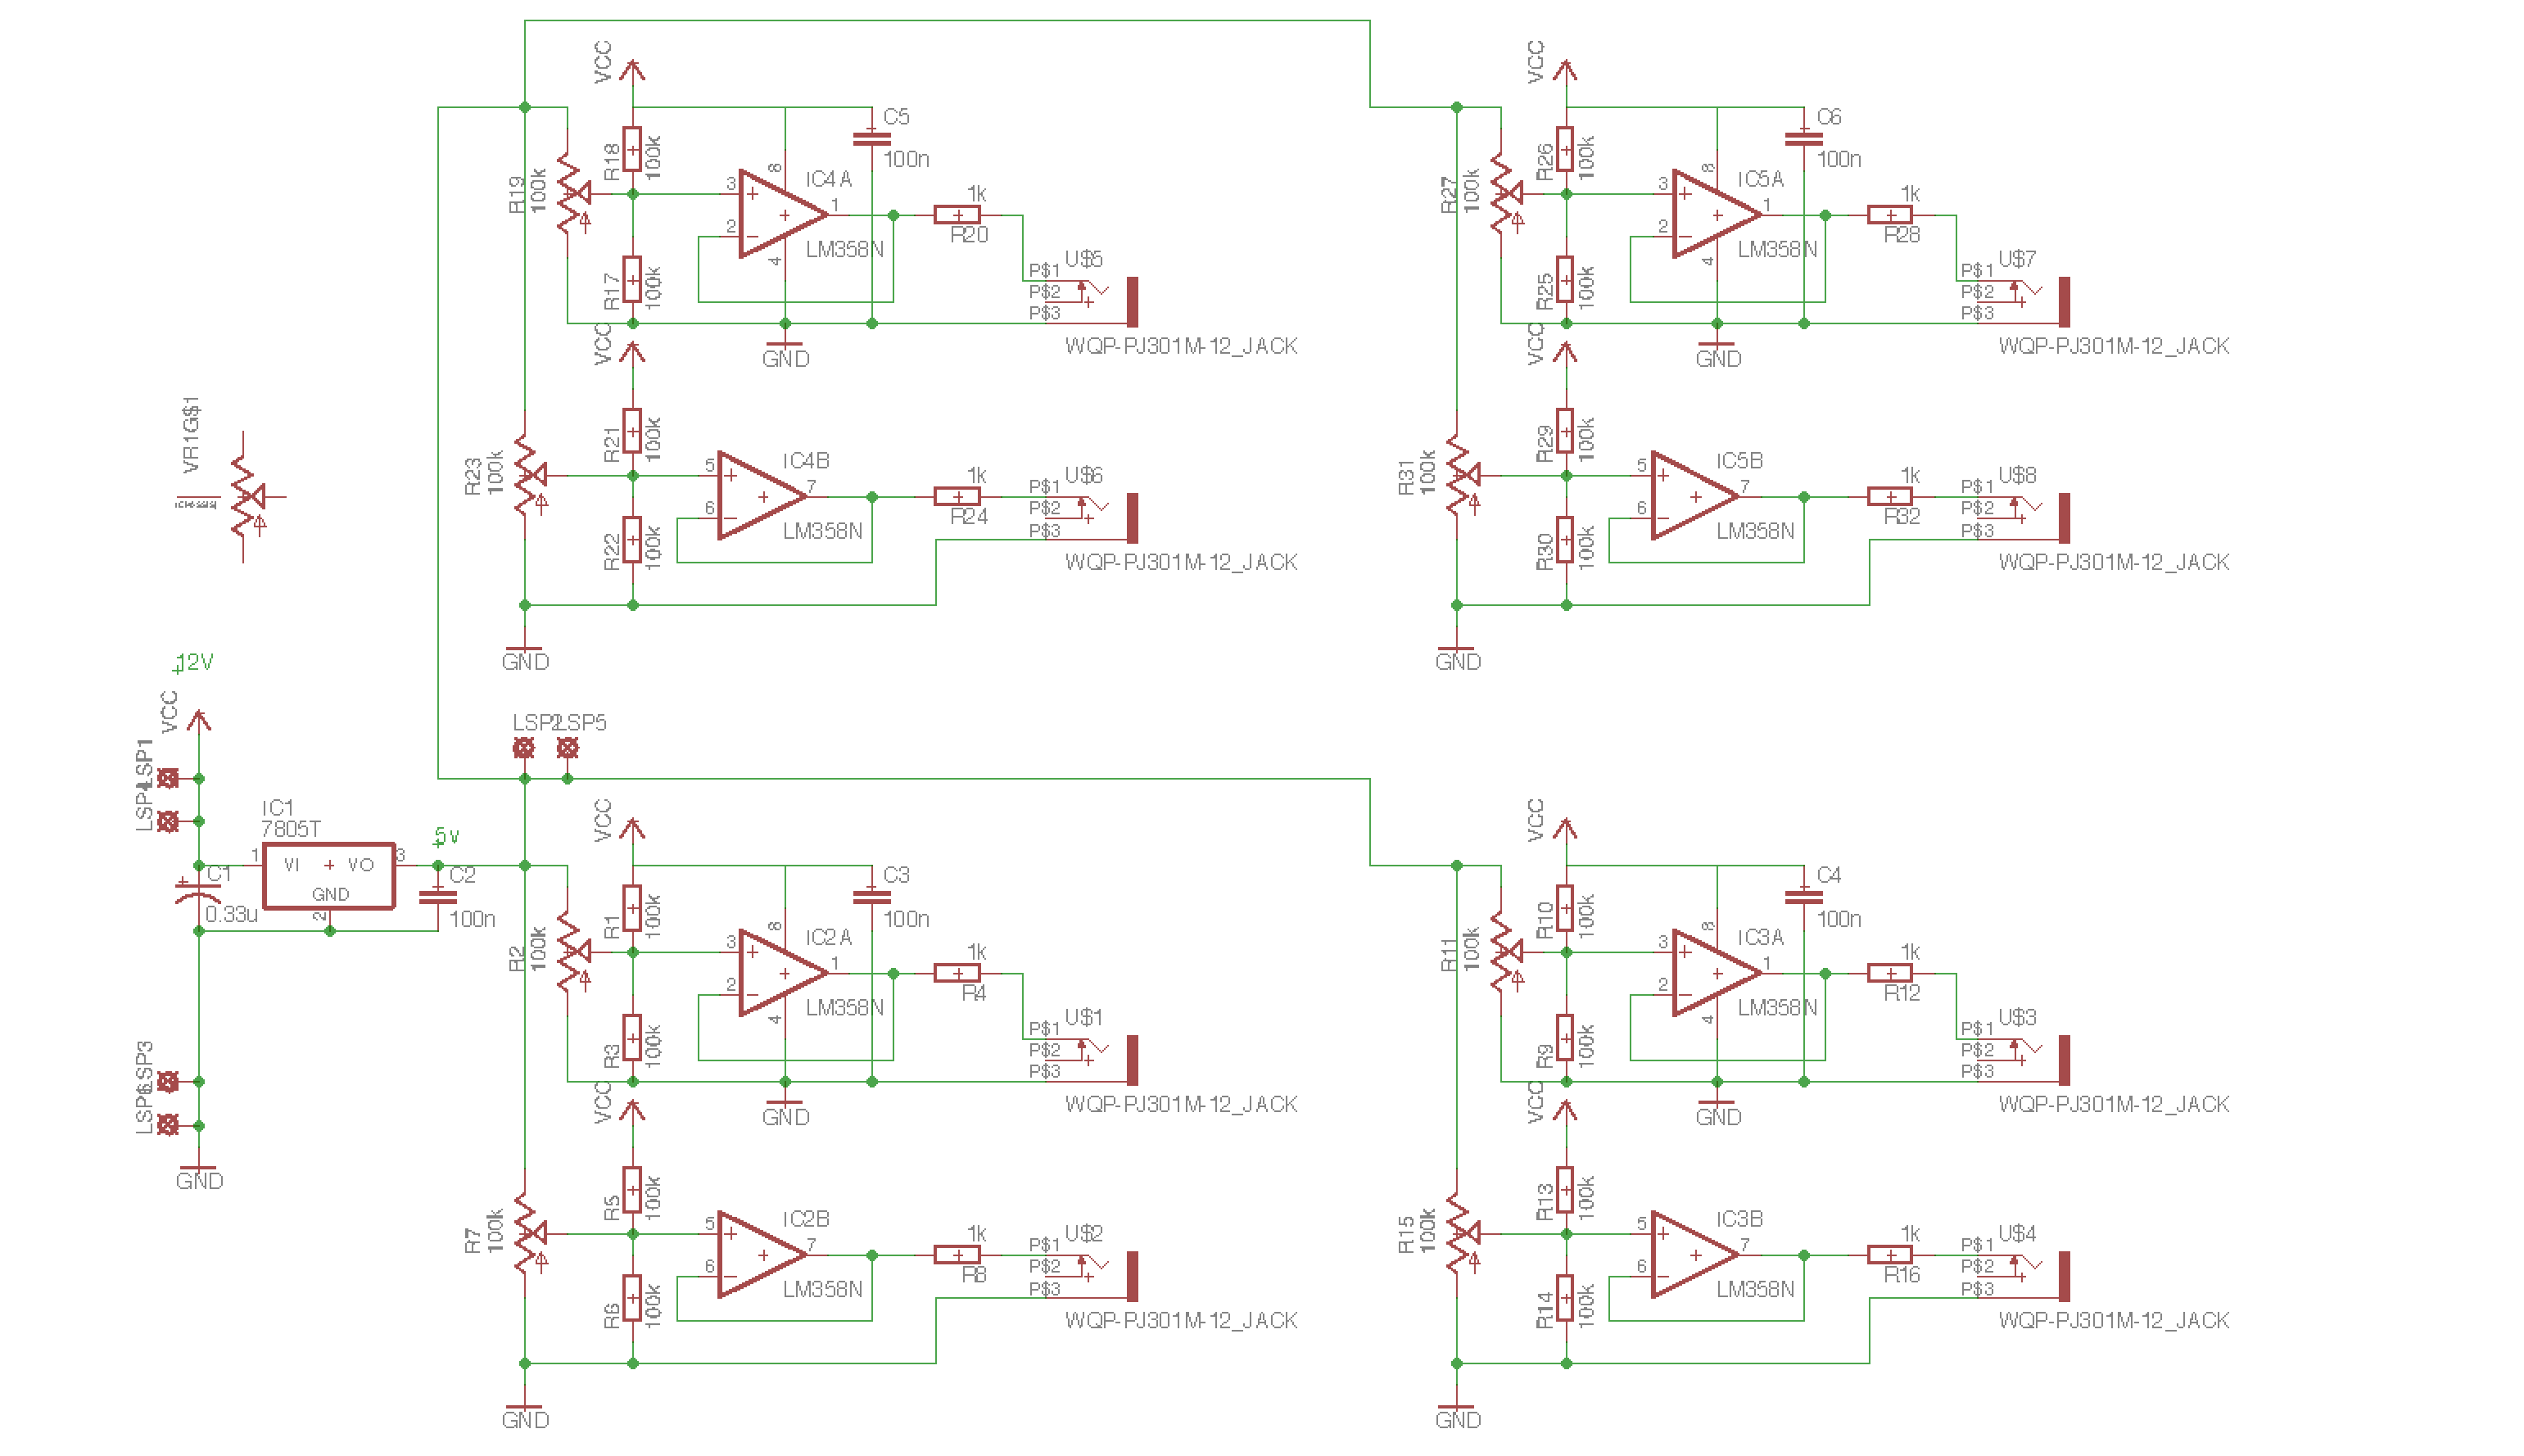 VCC
C5
100n
R18
100k
R19
100k
3
8
IC4A
1
2
4
LM358N
1k
R20
R17
100k
U$5
P$1
P$2
P$3
WQP-PJ301M-12_JACK
GND
VCC
C6
100n
R26
100k
R27
100k
3
8
IC5A
1
2
4
LM358N
1k
R28
R25
100k
U$7
P$1
P$2
P$3
WQP-PJ301M-12_JACK
GND
VCC
R21
100k
R23
100k
5
IC4B
7
6
LM358N
1k
R24
R22
100k
U$6
P$1
P$2
P$3
WQP-PJ301M-12_JACK
GND
VCC
R29
100k
R31
100k
5
IC5B
7
6
LM358N
1k
R32
R30
100k
U$8
P$1
P$2
P$3
WQP-PJ301M-12_JACK
GND
VR1G$1
12V
VCC
LSP1
LSP4
IC1
7805T
1
VI
VO
3
GND
2
5V
C1
0.33u
C2
100n
LSP3
LSP6
GND
LSP2
LSP5
VCC
C3
100n
R1
100k
R2
100k
3
8
IC2A
1
2
4
LM358N
1k
R4
R3
100k
U$1
P$1
P$2
P$3
WQP-PJ301M-12_JACK
GND
VCC
C4
100n
R10
100k
R11
100k
3
8
IC3A
1
2
4
LM358N
1k
R12
R9
100k
U$3
P$1
P$2
P$3
WQP-PJ301M-12_JACK
GND
VCC
R5
100k
R7
100k
5
IC2B
7
6
LM358N
1k
R8
R6
100k
U$2
P$1
P$2
P$3
WQP-PJ301M-12_JACK
GND
VCC
R13
100k
R15
100k
5
IC3B
7
6
LM358N
1k
R16
R14
100k
U$4
P$1
P$2
P$3
WQP-PJ301M-12_JACK
GND